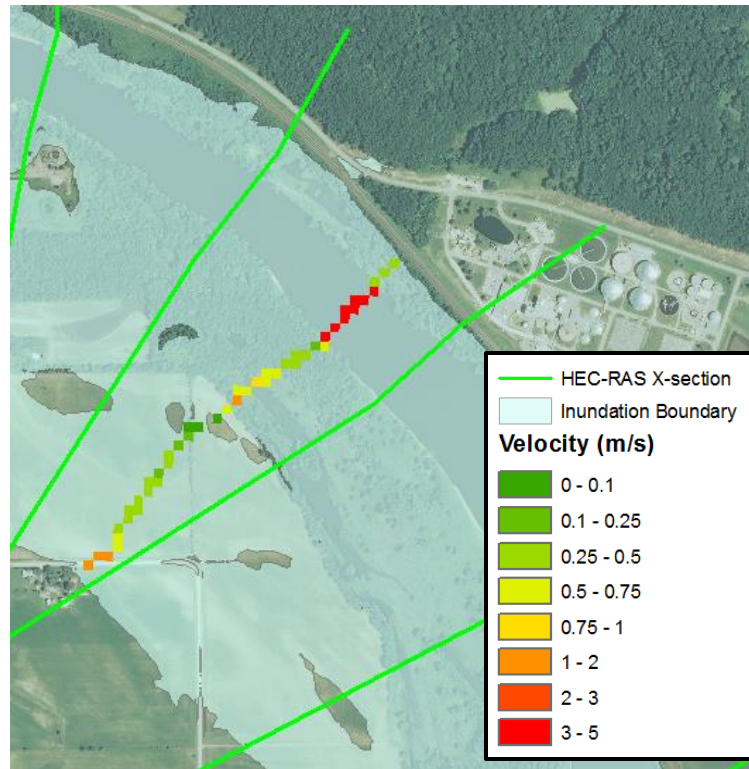 HEC-RAS X-section
Inundation Boundary
Velocity (m/s)
0 - 0.1
0.1 - 0.25
0.25 - 0.5
0.5 - 0.75
0.75 - 1
1 - 2
2 - 3
3 - 5